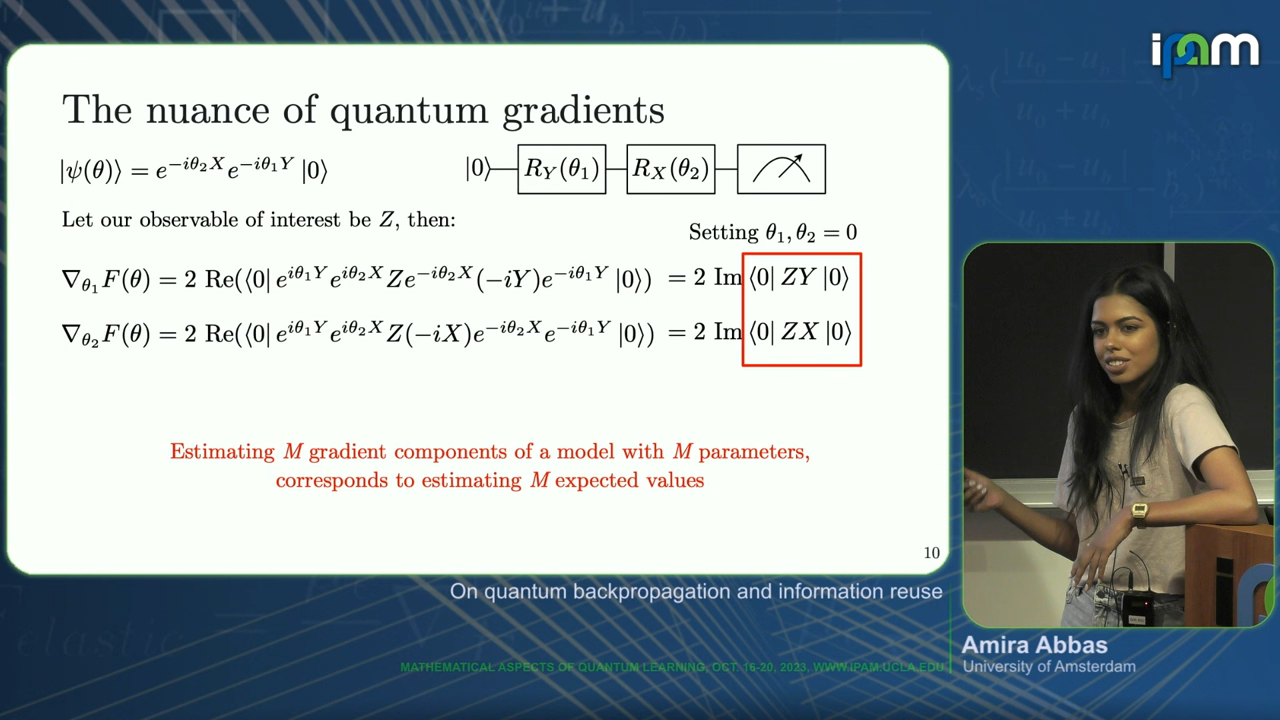 ipam
The nuance of quantum gradients
|ψ(θ)⟩ = e^{-iθ₂X} e^{-iθ₁Y} |0⟩
|0⟩ R_Y(θ₁) R_X(θ₂)
Let our observable of interest be Z, then:
Setting θ₁, θ₂ = 0
∇_{θ₁}F(θ) = 2 Re(⟨0| e^{iθ₁Y} e^{iθ₂X} Z e^{-iθ₂X} (-iY) e^{-iθ₁Y} |0⟩) = 2 Im ⟨0| ZY |0⟩
∇_{θ₂}F(θ) = 2 Re(⟨0| e^{iθ₁Y} e^{iθ₂X} Z(-iX) e^{-iθ₂X} e^{-iθ₁Y} |0⟩) = 2 Im ⟨0| ZX |0⟩
Estimating M gradient components of a model with M parameters,
corresponds to estimating M expected values
10
On quantum backpropagation and information reuse
Amira Abbas
University of Amsterdam
MATHEMATICAL ASPECTS OF QUANTUM LEARNING, OCT. 16-20, 2023, WWW.IPAM.UCLA.EDU
elastic